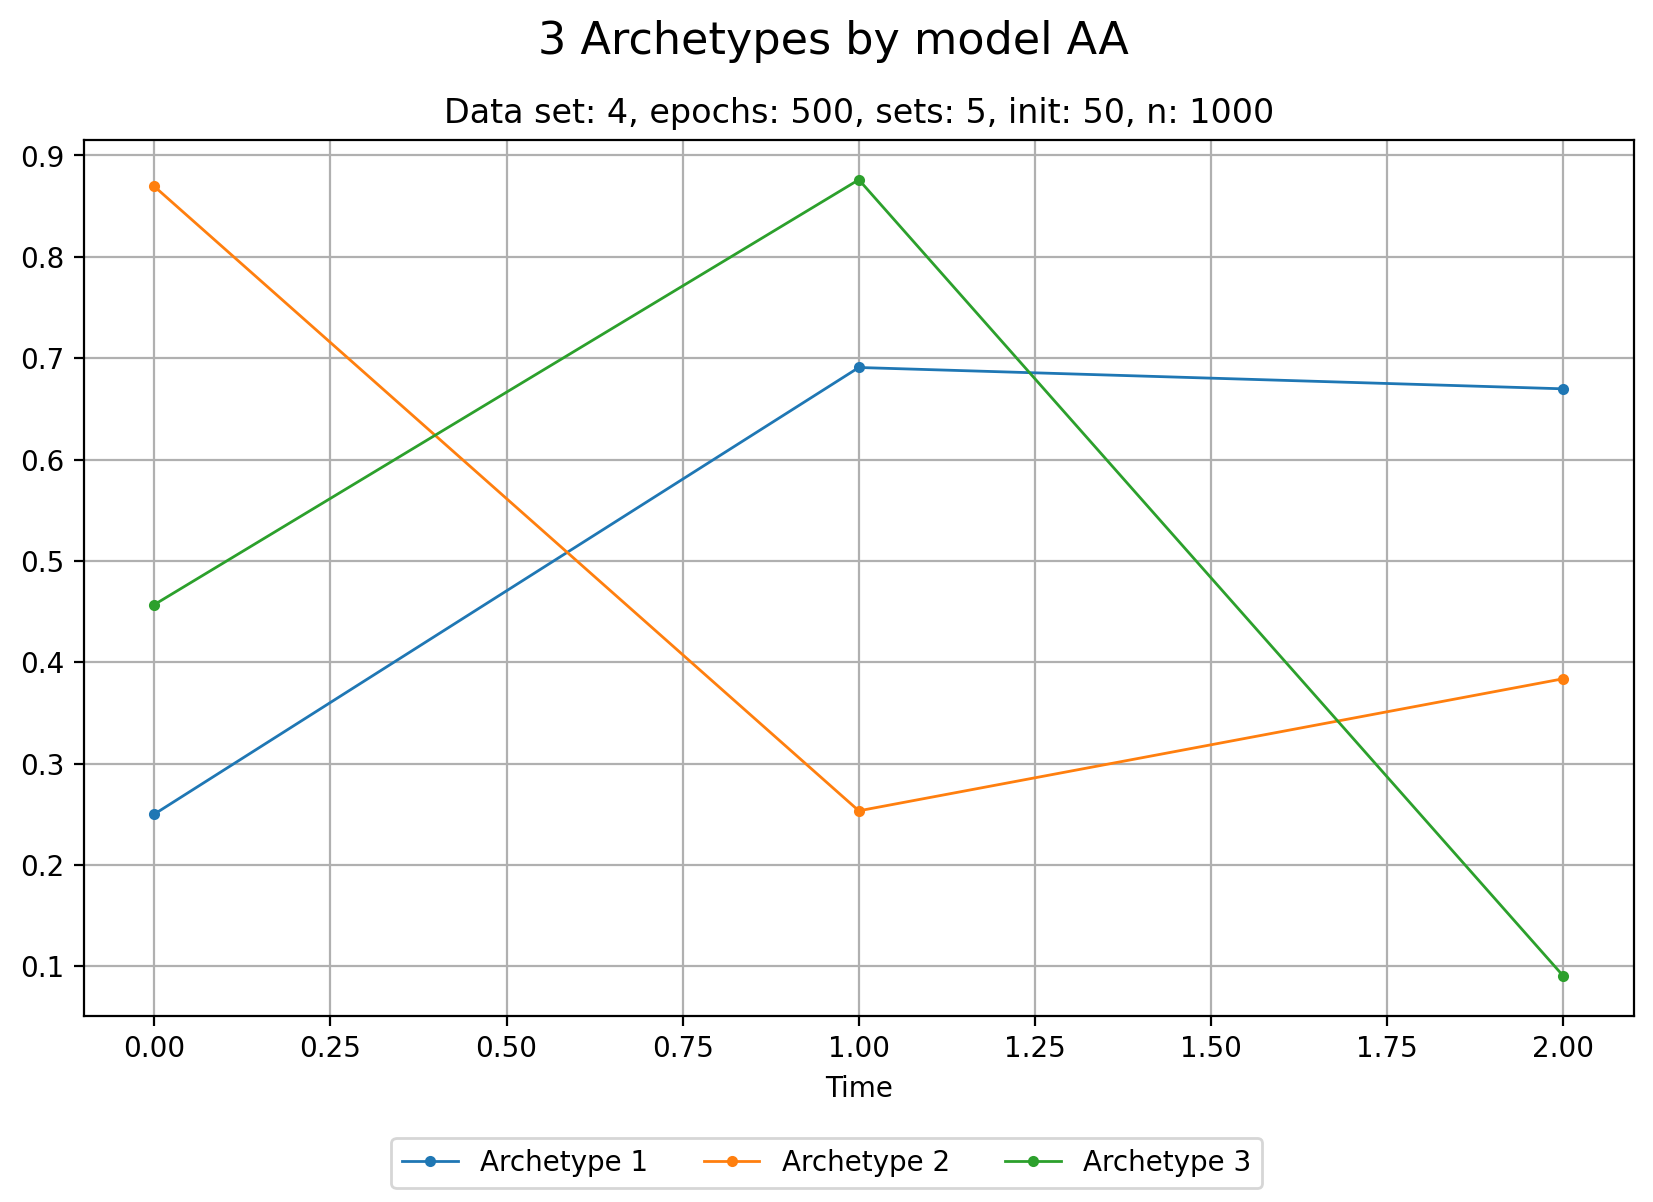 3 Archetypes by model AA
Data set: 4, epochs: 500, sets: 5, init: 50, n: 1000
0.9
0.8
0.7
0.6
0.5
0.4
0.3
0.2
0.1
0.00 0.25 0.50 0.75 1.00 1.25 1.50 1.75 2.00
Time
Archetype 1 Archetype 2 Archetype 3